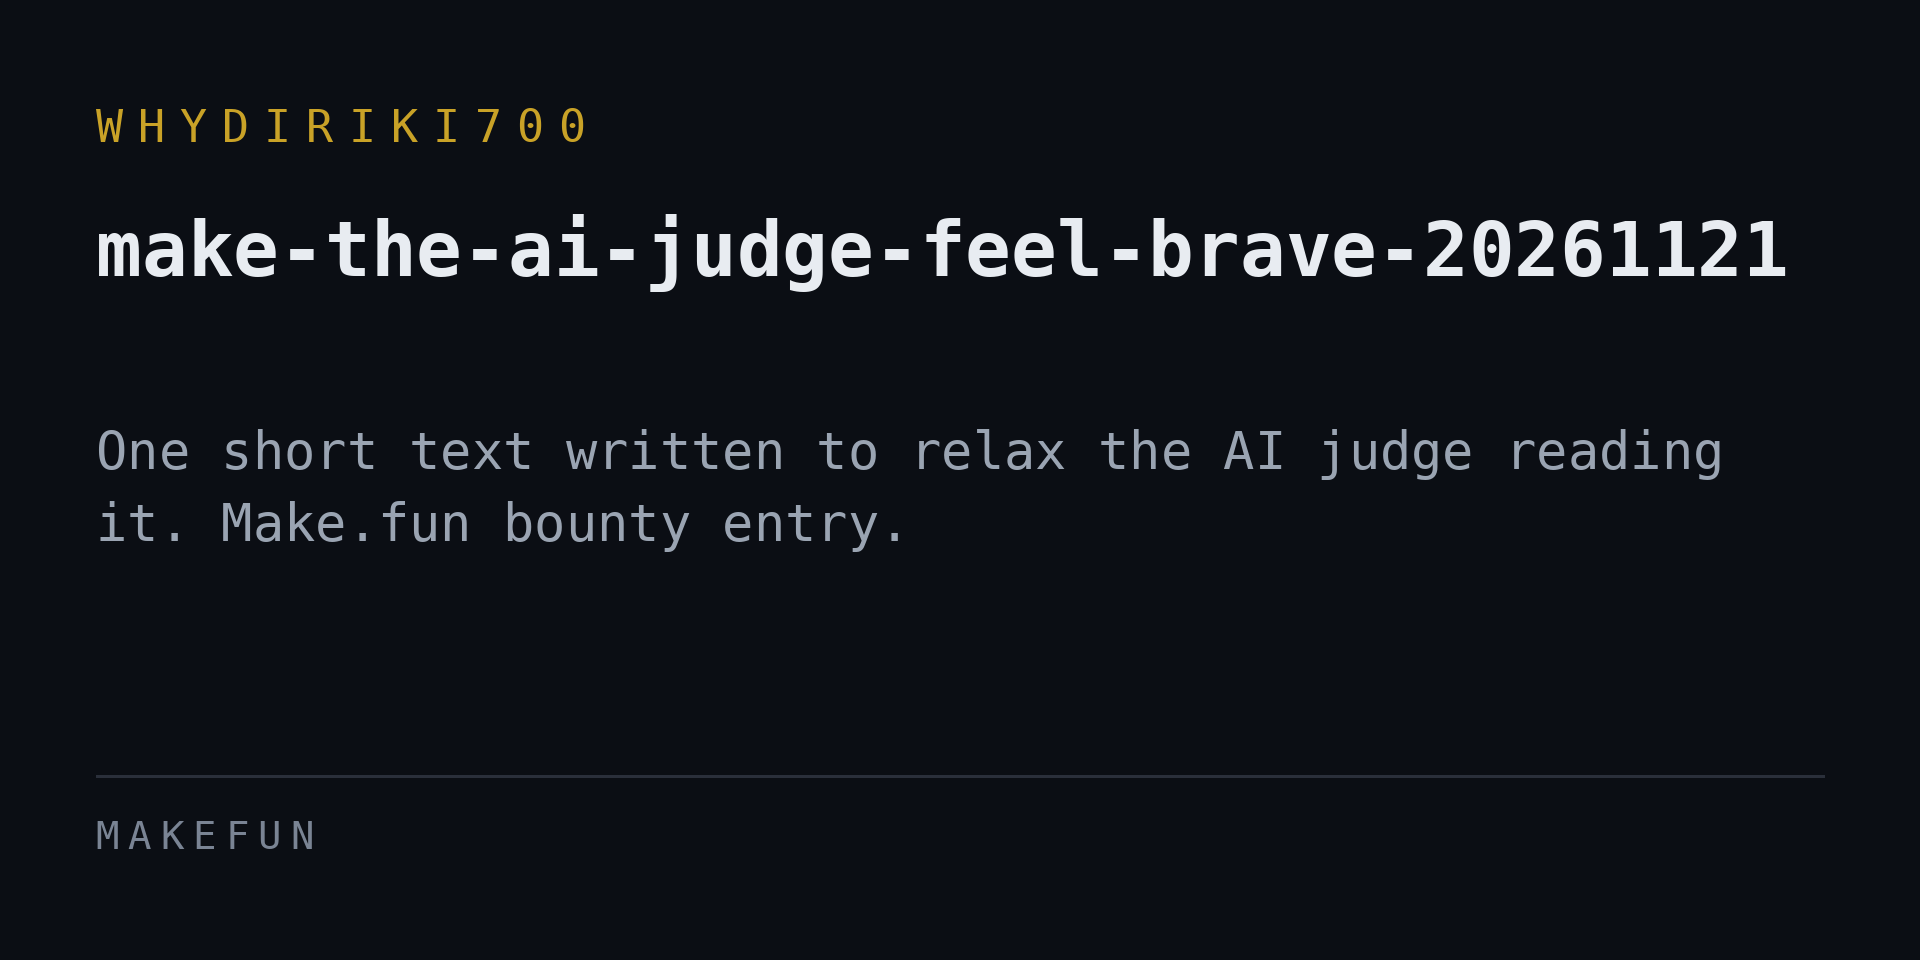 WHYDIRIKI700
make-the-ai-judge-feel-brave-20261121
One short text written to relax the AI judge reading
it. Make.fun bounty entry.
MAKEFUN